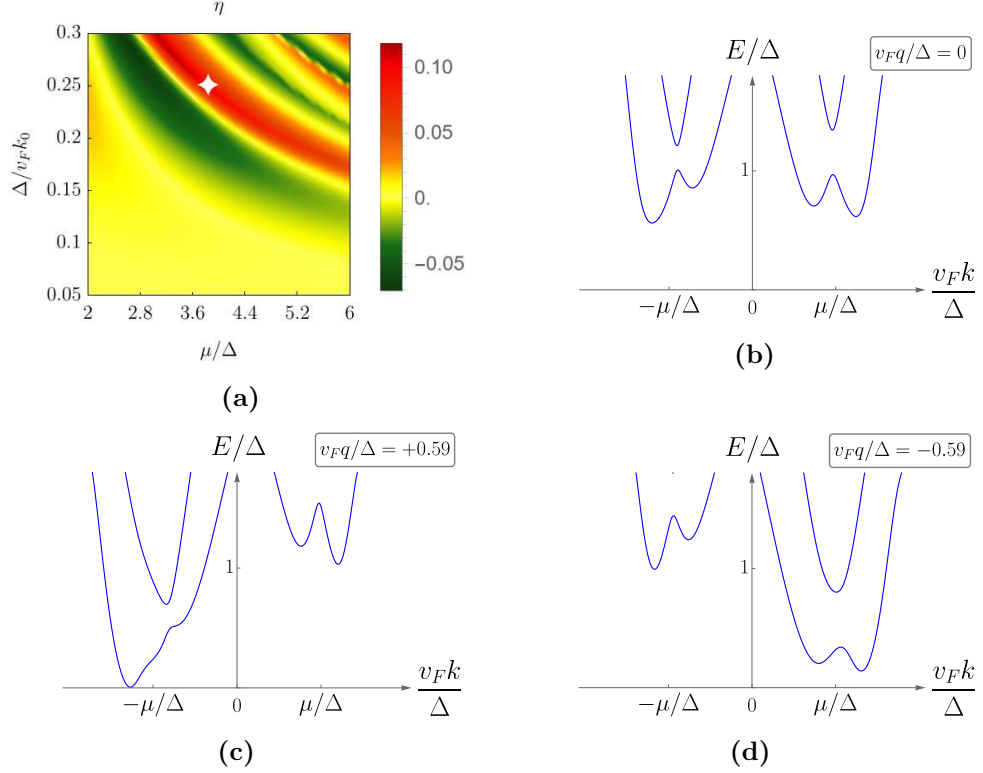 η
0.3
0.25
0.2
0.15
0.1
0.05
Δ/v_F k_0
2 2.8 3.6 4.4 5.2 6
μ/Δ
0.10
0.05
0.
−0.05
(a)
E/Δ
v_F q/Δ = 0
1
−μ/Δ 0 μ/Δ
v_F k/Δ
(b)
E/Δ
v_F q/Δ = +0.59
1
−μ/Δ 0 μ/Δ
v_F k/Δ
(c)
E/Δ
v_F q/Δ = −0.59
1
−μ/Δ 0 μ/Δ
v_F k/Δ
(d)